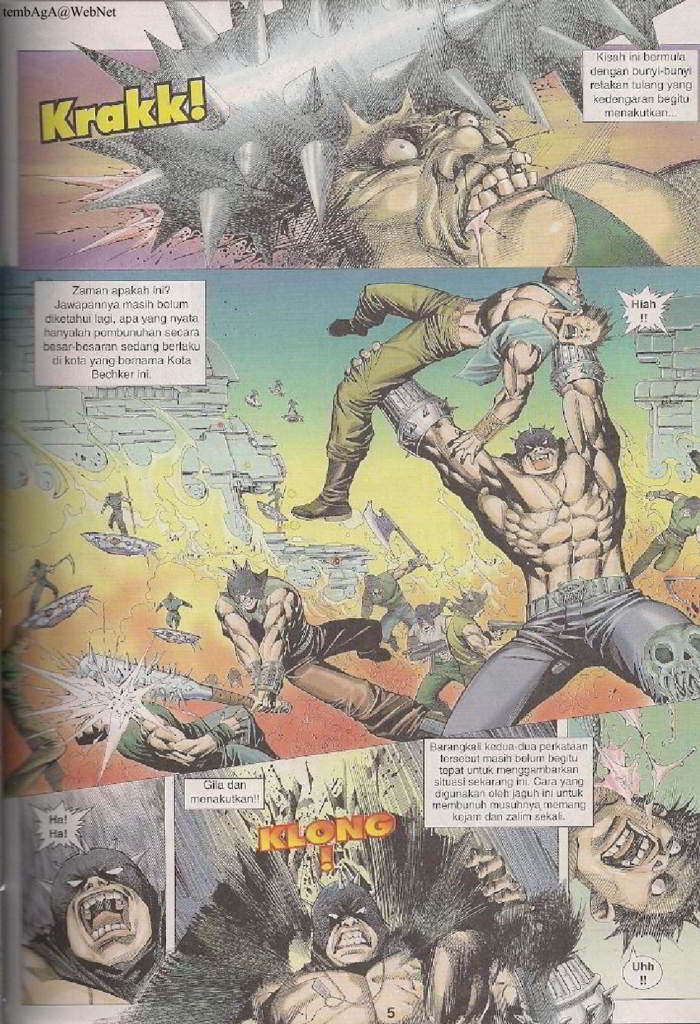 tembAgA@WebNet
Krakk!
Kisah ini bermula
dengan bunyi-bunyi
retakan tulang yang
kedengaran begitu
menakutkan...
Zaman apakah ini?
Jawapannya masih belum
diketahui lagi, apa yang nyata
hanyalah pembunuhan secara
besar-besaran sedang berlaku
di kota yang bernama Kota
Bechker ini.
Hiah
!!
Barangkali kedua-dua perkataan
tersebut masih belum begitu
tepat untuk menggambarkan
situasi sekarang ini. Cara yang
digunakan oleh jaguh ini untuk
membunuh musuhnya memang
kejam dan zalim sekali.
Gila dan
menakutkan!!
Ha!
Ha!
KLONG
!
Uhh
!!
5